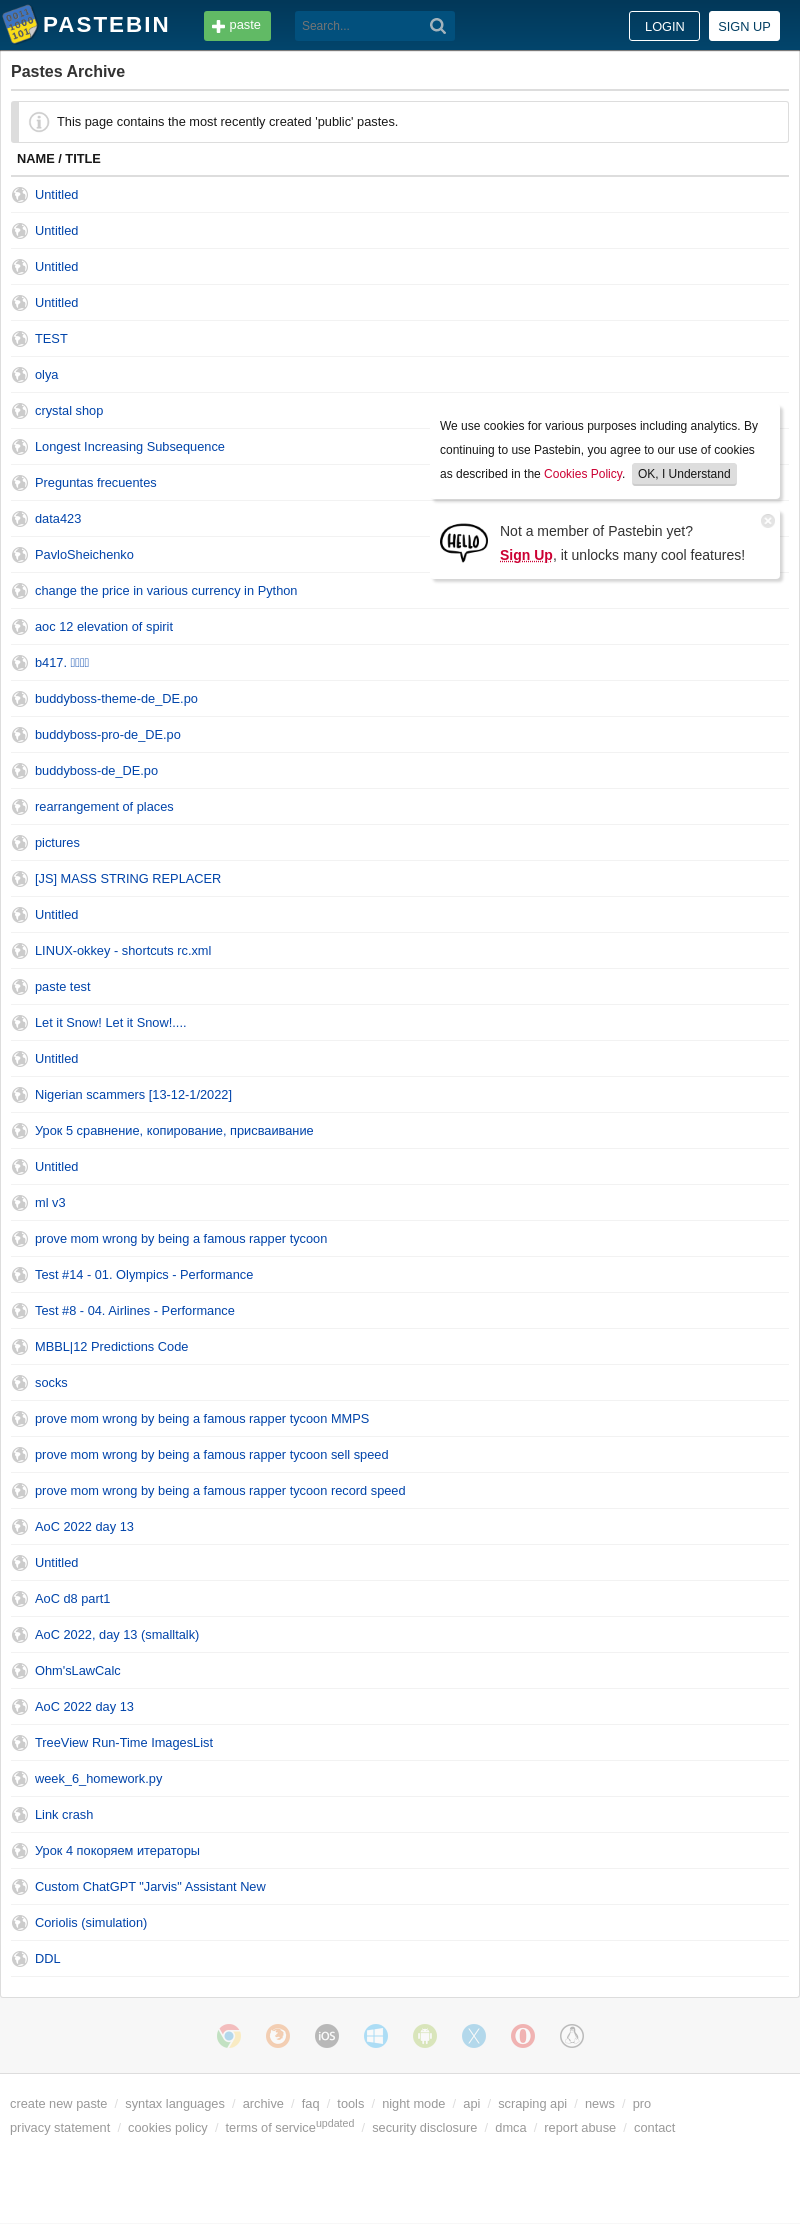 PASTEBIN
paste
Search...
LOGIN
SIGN UP
Pastes Archive
This page contains the most recently created 'public' pastes.
NAME / TITLE
Untitled
Untitled
Untitled
Untitled
TEST
olya
crystal shop
Longest Increasing Subsequence
Preguntas frecuentes
data423
PavloSheichenko
change the price in various currency in Python
aoc 12 elevation of spirit
b417.
buddyboss-theme-de_DE.po
buddyboss-pro-de_DE.po
buddyboss-de_DE.po
rearrangement of places
pictures
[JS] MASS STRING REPLACER
Untitled
LINUX-okkey - shortcuts rc.xml
paste test
Let it Snow! Let it Snow!....
Untitled
Nigerian scammers [13-12-1/2022]
Урок 5 сравнение, копирование, присваивание
Untitled
ml v3
prove mom wrong by being a famous rapper tycoon
Test #14 - 01. Olympics - Performance
Test #8 - 04. Airlines - Performance
MBBL|12 Predictions Code
socks
prove mom wrong by being a famous rapper tycoon MMPS
prove mom wrong by being a famous rapper tycoon sell speed
prove mom wrong by being a famous rapper tycoon record speed
AoC 2022 day 13
Untitled
AoC d8 part1
AoC 2022, day 13 (smalltalk)
Ohm'sLawCalc
AoC 2022 day 13
TreeView Run-Time ImagesList
week_6_homework.py
Link crash
Урок 4 покоряем итераторы
Custom ChatGPT "Jarvis" Assistant New
Coriolis (simulation)
DDL
We use cookies for various purposes including analytics. By
continuing to use Pastebin, you agree to our use of cookies
as described in the Cookies Policy. OK, I Understand
HELLO
Not a member of Pastebin yet?
Sign Up, it unlocks many cool features!
iOS
create new paste / syntax languages / archive / faq / tools / night mode / api / scraping api / news / pro
privacy statement / cookies policy / terms of service updated / security disclosure / dmca / report abuse / contact